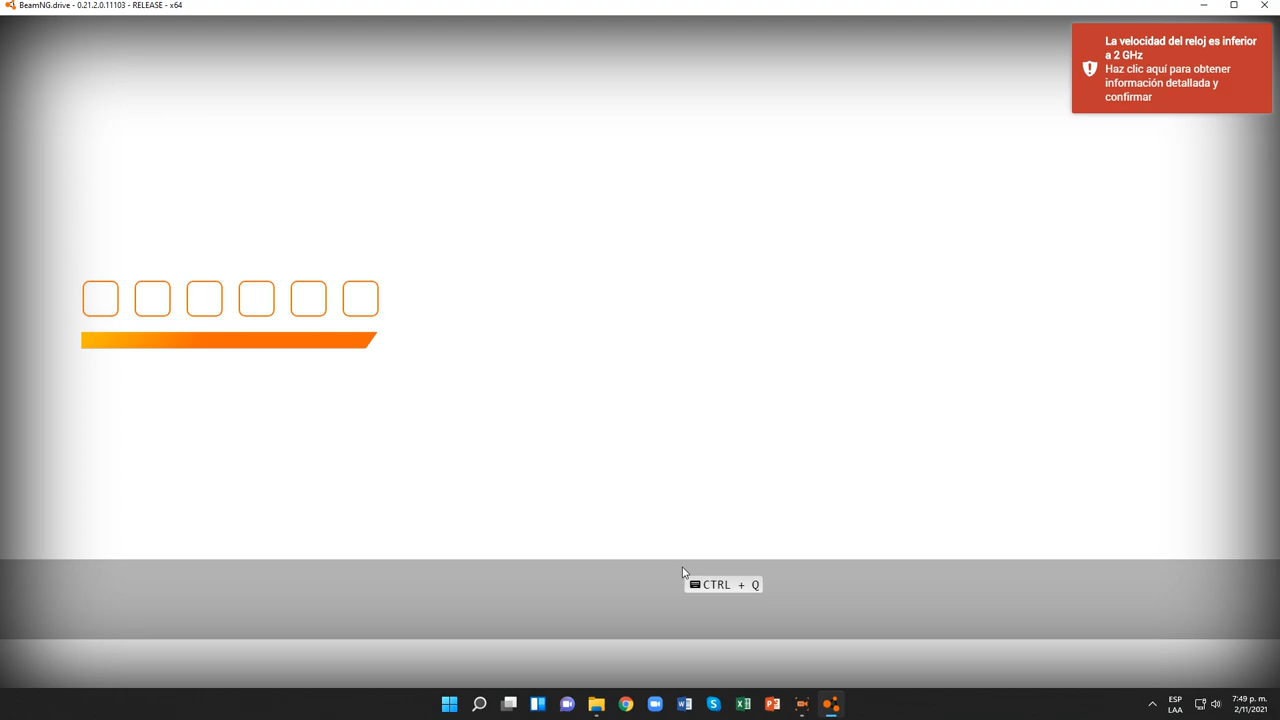 BeamNG.drive - 0.21.2.0.11103 - RELEASE - x64
La velocidad del reloj es inferior
a 2 GHz
Haz clic aquí para obtener
información detallada y
confirmar
CTRL + Q
ESP
LAA
7:49 p. m.
2/11/2021